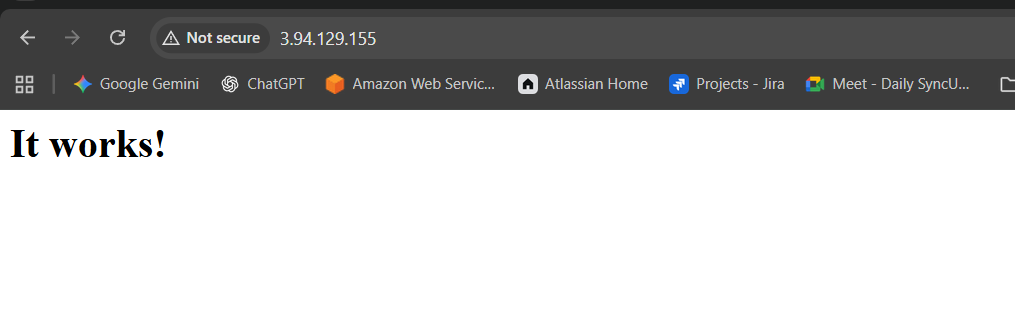 Not secure 3.94.129.155
Google Gemini ChatGPT Amazon Web Servic... Atlassian Home Projects - Jira Meet - Daily SyncU...
It works!